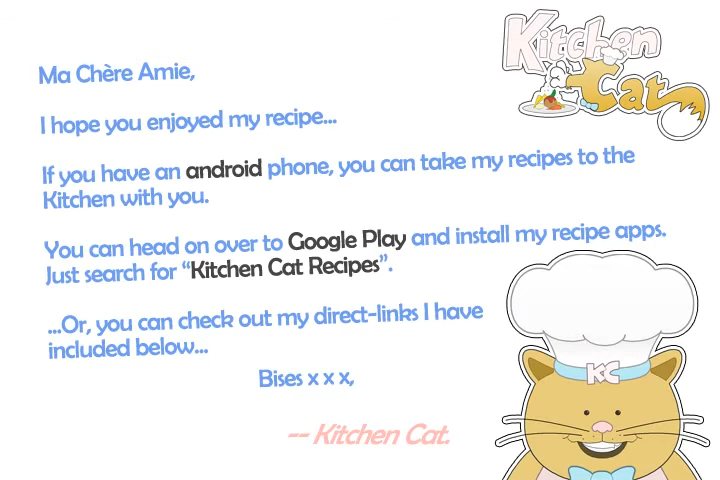 Kitchen
Cat
Ma Chère Amie,
I hope you enjoyed my recipe...
If you have an android phone, you can take my recipes to the
Kitchen with you.
You can head on over to Google Play and install my recipe apps.
Just search for “Kitchen Cat Recipes”.
...Or, you can check out my direct-links I have
included below...
Bises x x x,
-- Kitchen Cat.
KC